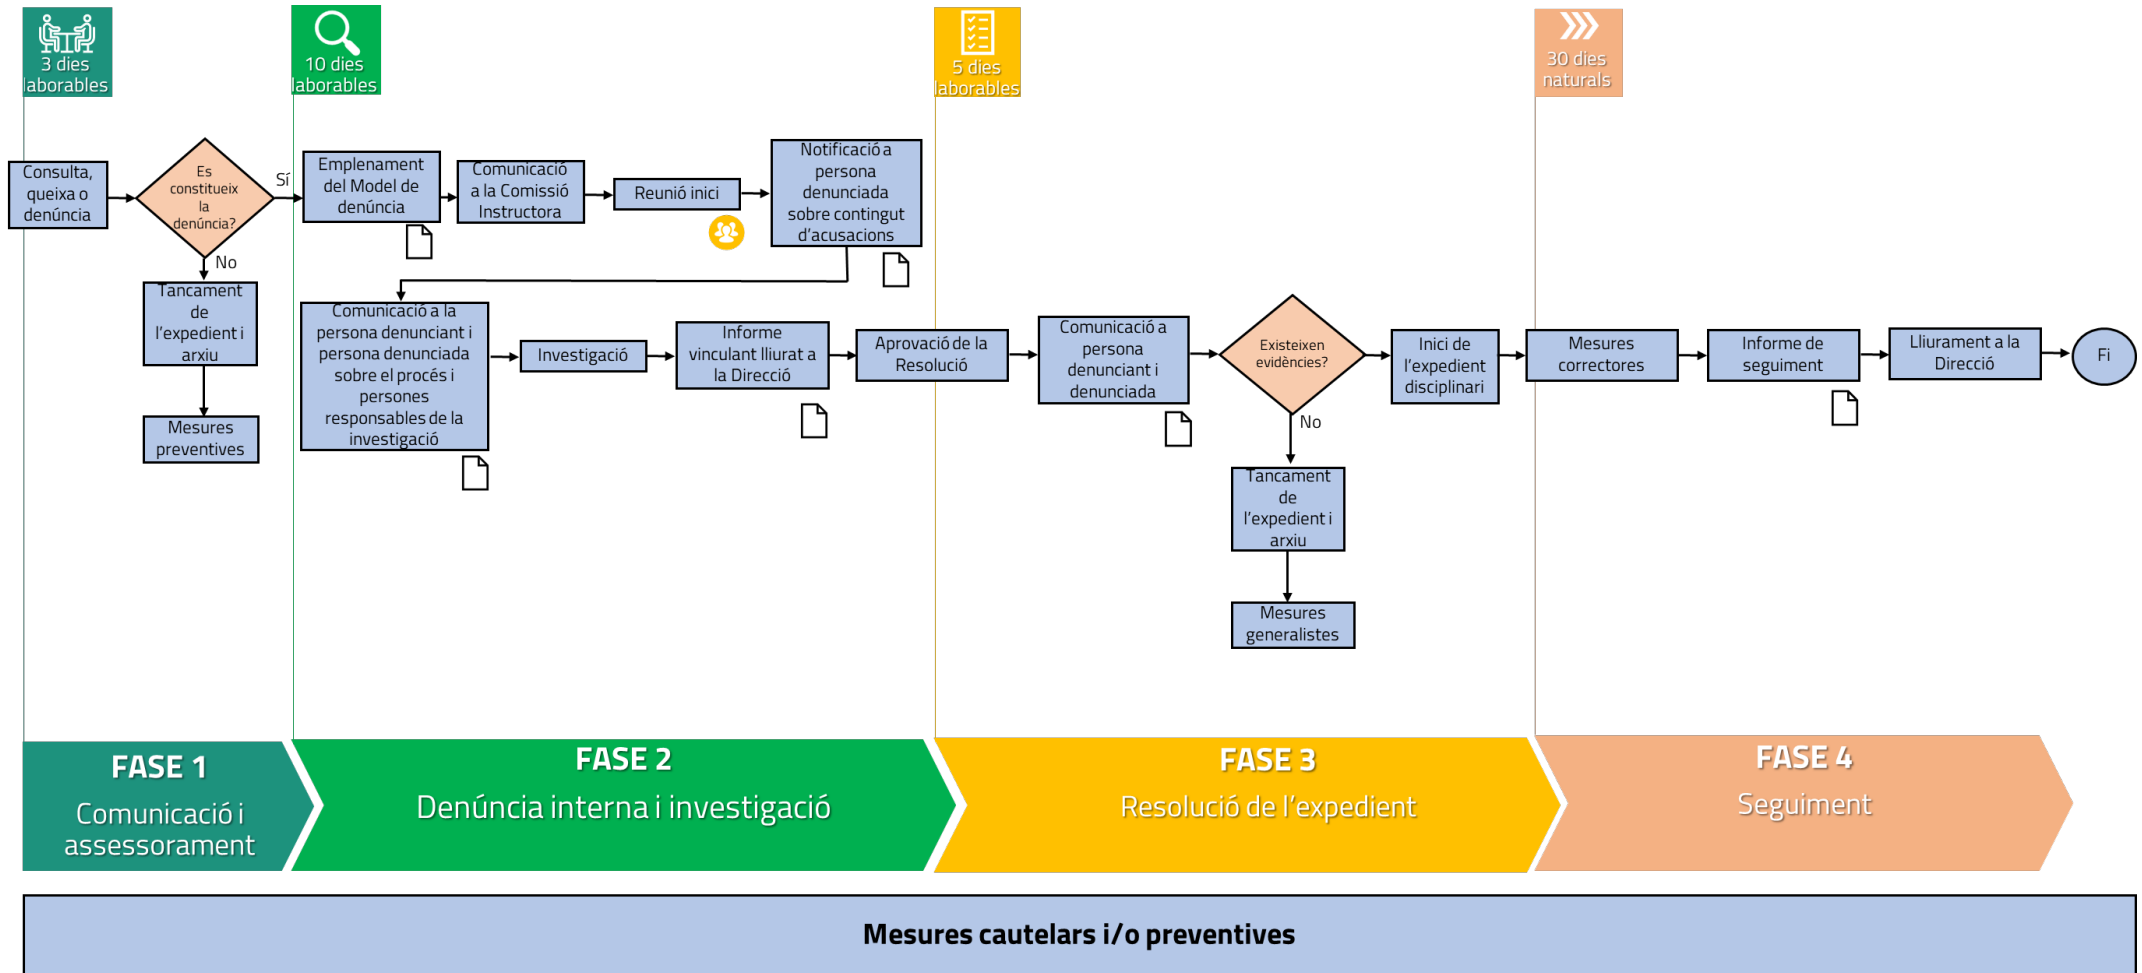 3 dies
laborables
10 dies
laborables
5 dies
laborables
30 dies
naturals
Consulta,
queixa o
denúncia
Es
constitueix
la
denúncia?
Sí
No
Tancament
de
l'expedient i
arxiu
Mesures
preventives
Emplenament
del Model de
denúncia
Comunicació
a la Comissió
Instructora
Reunió inici
Notificació a
persona
denunciada
sobre contingut
d'acusacions
Comunicació a la
persona denunciant i
persona denunciada
sobre el procés i
persones
responsables de la
investigació
Investigació
Informe
vinculant lliurat a
la Direcció
Aprovació de la
Resolució
Comunicació a
persona
denunciant i
denunciada
Existeixen
evidències?
No
Tancament
de
l'expedient i
arxiu
Mesures
generalistes
Inici de
l'expedient
disciplinari
Mesures
correctores
Informe de
seguiment
Lliurament a la
Direcció
Fi
FASE 1
Comunicació i
assessorament
FASE 2
Denúncia interna i investigació
FASE 3
Resolució de l'expedient
FASE 4
Seguiment
Mesures cautelars i/o preventives